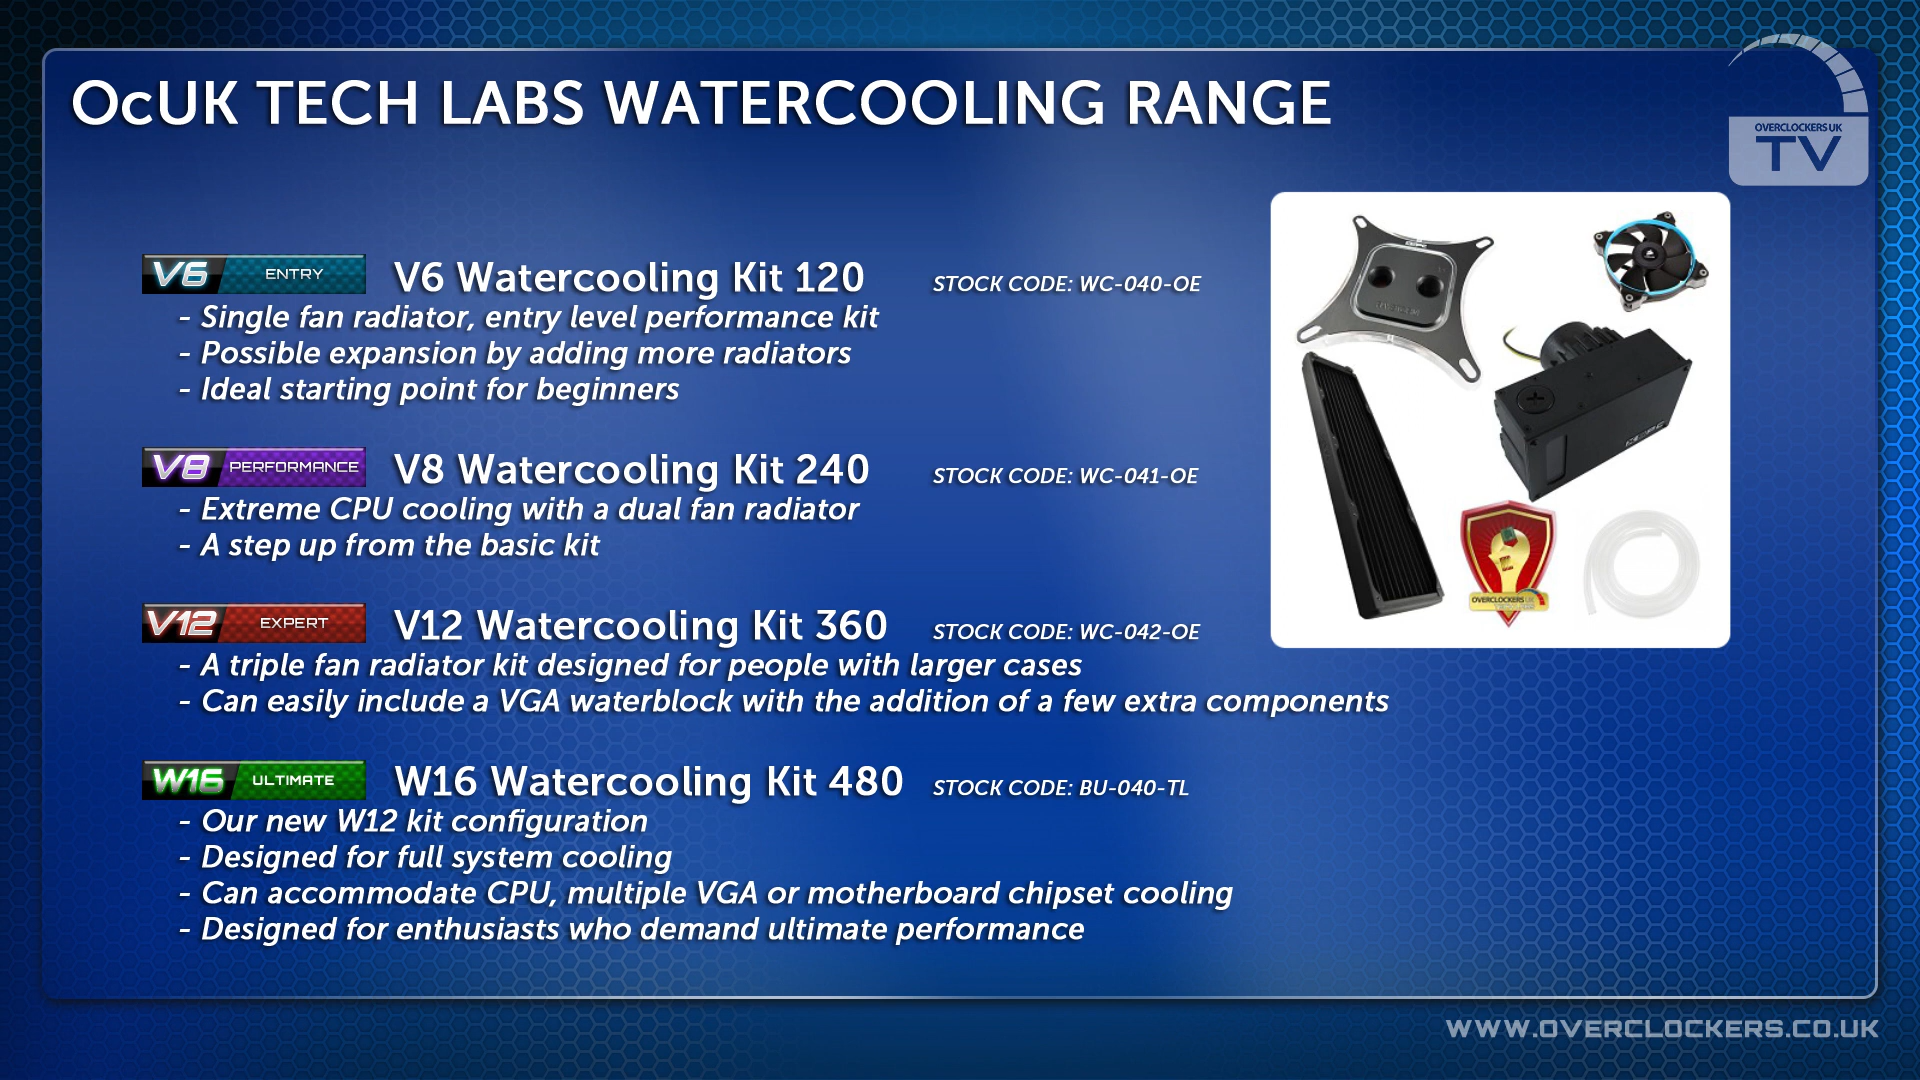 OcUK TECH LABS WATERCOOLING RANGE
OVERCLOCKERS UK
TV
V6 ENTRY V6 Watercooling Kit 120 STOCK CODE: WC-040-OE
- Single fan radiator, entry level performance kit
- Possible expansion by adding more radiators
- Ideal starting point for beginners
V8 PERFORMANCE V8 Watercooling Kit 240 STOCK CODE: WC-041-OE
- Extreme CPU cooling with a dual fan radiator
- A step up from the basic kit
V12 EXPERT V12 Watercooling Kit 360 STOCK CODE: WC-042-OE
- A triple fan radiator kit designed for people with larger cases
- Can easily include a VGA waterblock with the addition of a few extra components
W16 ULTIMATE W16 Watercooling Kit 480 STOCK CODE: BU-040-TL
- Our new W12 kit configuration
- Designed for full system cooling
- Can accommodate CPU, multiple VGA or motherboard chipset cooling
- Designed for enthusiasts who demand ultimate performance
OVERCLOCKERS UK
WWW.OVERCLOCKERS.CO.UK